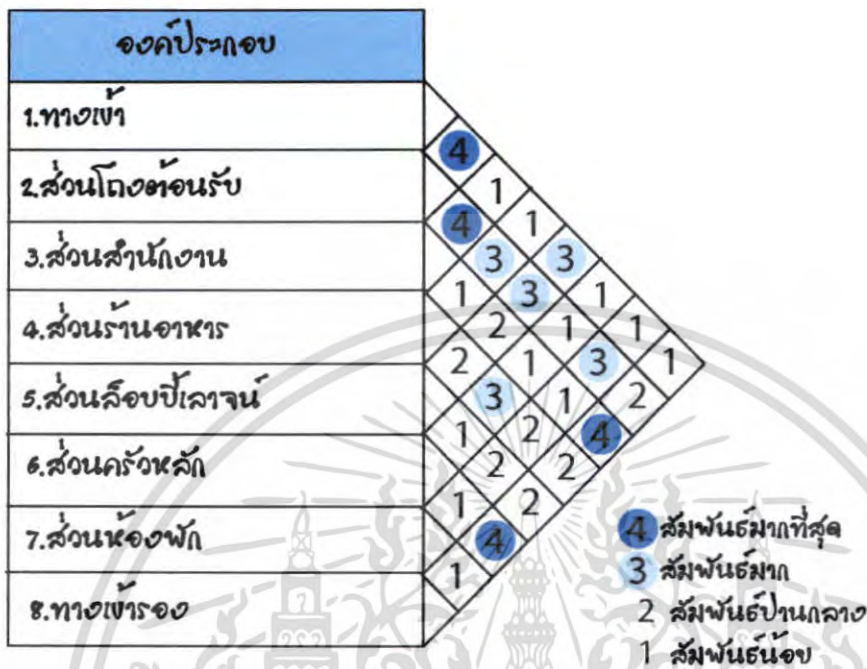 องค์ประกอบ
1.ทางเข้า
2.ส่วนโถงต้อนรับ
3.ส่วนสำนักงาน
4.ส่วนร้านอาหาร
5.ส่วนล็อบบี้เลาจน์
6.ส่วนครัวหลัก
7.ส่วนห้องพัก
8.ทางเข้ารอง
4
1
4 1
3 3
1 3 1
2 1 1
2 1 3 1
3 1 2
1 2 4
2 2
1 2
4
1
4 สัมพันธ์มากที่สุด
3 สัมพันธ์มาก
2 สัมพันธ์ปานกลาง
1 สัมพันธ์น้อย